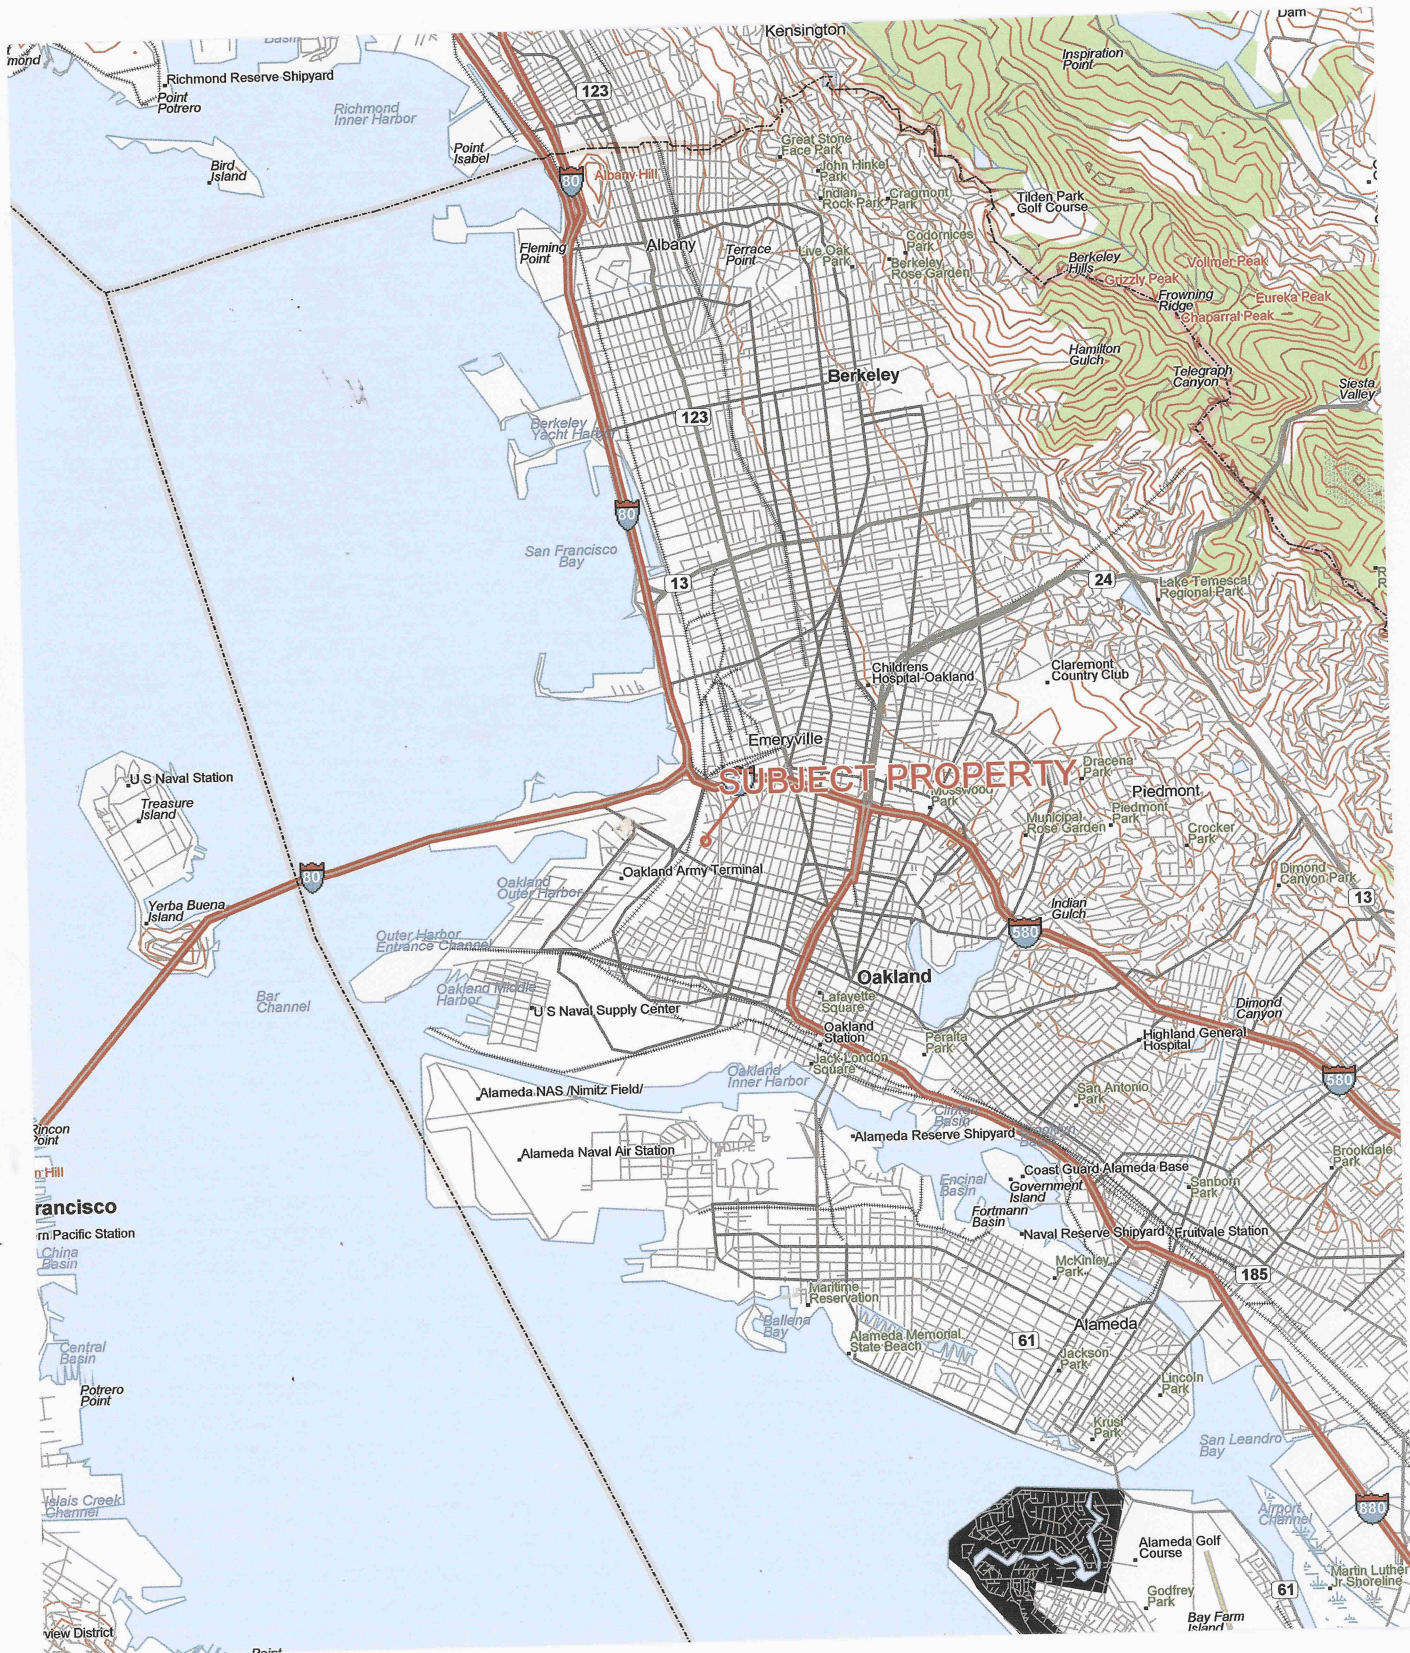 Kensington
Dam
mond
Basin
Richmond Reserve Shipyard
Point
Potrero
Richmond
Inner Harbor
123
Inspiration
Point
Bird
Island
Point
Isabel
80
Albany Hill
Great Stone
Face Park
John Hinkel
Park
Indian
Rock Park
Cragmont
Park
Tilden Park
Golf Course
Fleming
Point
Albany
Terrace
Point
Live Oak
Park
Codornices
Park
Berkeley
Rose Garden
Berkeley
Hills
Vollmer Peak
Grizzly Peak
Frowning
Ridge
Eureka Peak
Chaparral Peak
Hamilton
Gulch
Telegraph
Canyon
Siesta
Valley
Berkeley
123
Berkeley
Yacht Harbor
80
San Francisco
Bay
13
24
Lake Temescal
Regional Park
Childrens
Hospital-Oakland
Claremont
Country Club
Emeryville
SUBJECT PROPERTY
Dracena
Park
U S Naval Station
Treasure
Island
Mosswood
Park
Piedmont
Municipal
Rose Garden
Piedmont
Park
Crocker
Park
Oakland Army Terminal
80
Oakland
Outer Harbor
Dimond
Canyon Park
13
Yerba Buena
Island
Indian
Gulch
580
Outer Harbor
Entrance Channel
Oakland
Oakland Middle
Harbor
Bar
Channel
U S Naval Supply Center
Lafayette
Square
Dimond
Canyon
Oakland
Station
Peralta
Park
Highland General
Hospital
Jack London
Square
Oakland
Inner Harbor
580
Alameda NAS /Nimitz Field/
San Antonio
Park
Clinton
Basin
Rincon
Point
Alameda Reserve Shipyard
Alameda Naval Air Station
Brookdale
Park
n Hill
Coast Guard Alameda Base
Encinal
Basin
Government
Island
Sanborn
Park
rancisco
Fortmann
Basin
rn Pacific Station
Naval Reserve Shipyard
Fruitvale Station
China
Basin
McKinley
Park
185
Maritime
Reservation
Ballena
Bay
Alameda
Alameda Memorial
State Beach
61
Central
Basin
Jackson
Park
Potrero
Point
Lincoln
Park
Krusi
Park
San Leandro
Bay
Islais Creek
Channel
Airport
Channel
880
Alameda Golf
Course
Martin Luther
Jr Shoreline
Godfrey
Park
61
Bay Farm
Island
view District
Point